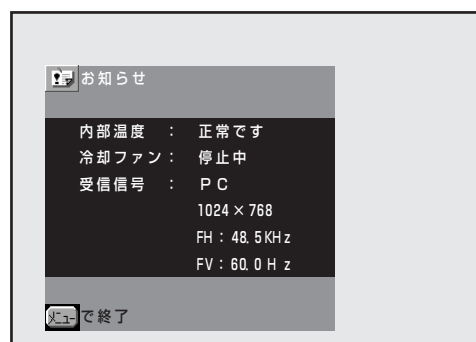 お知らせ
内部温度 : 正常です
冷却ファン : 停止中
受信信号 : PC
1024×768
FH : 48.5KHz
FV : 60.0Hz
メニューで終了